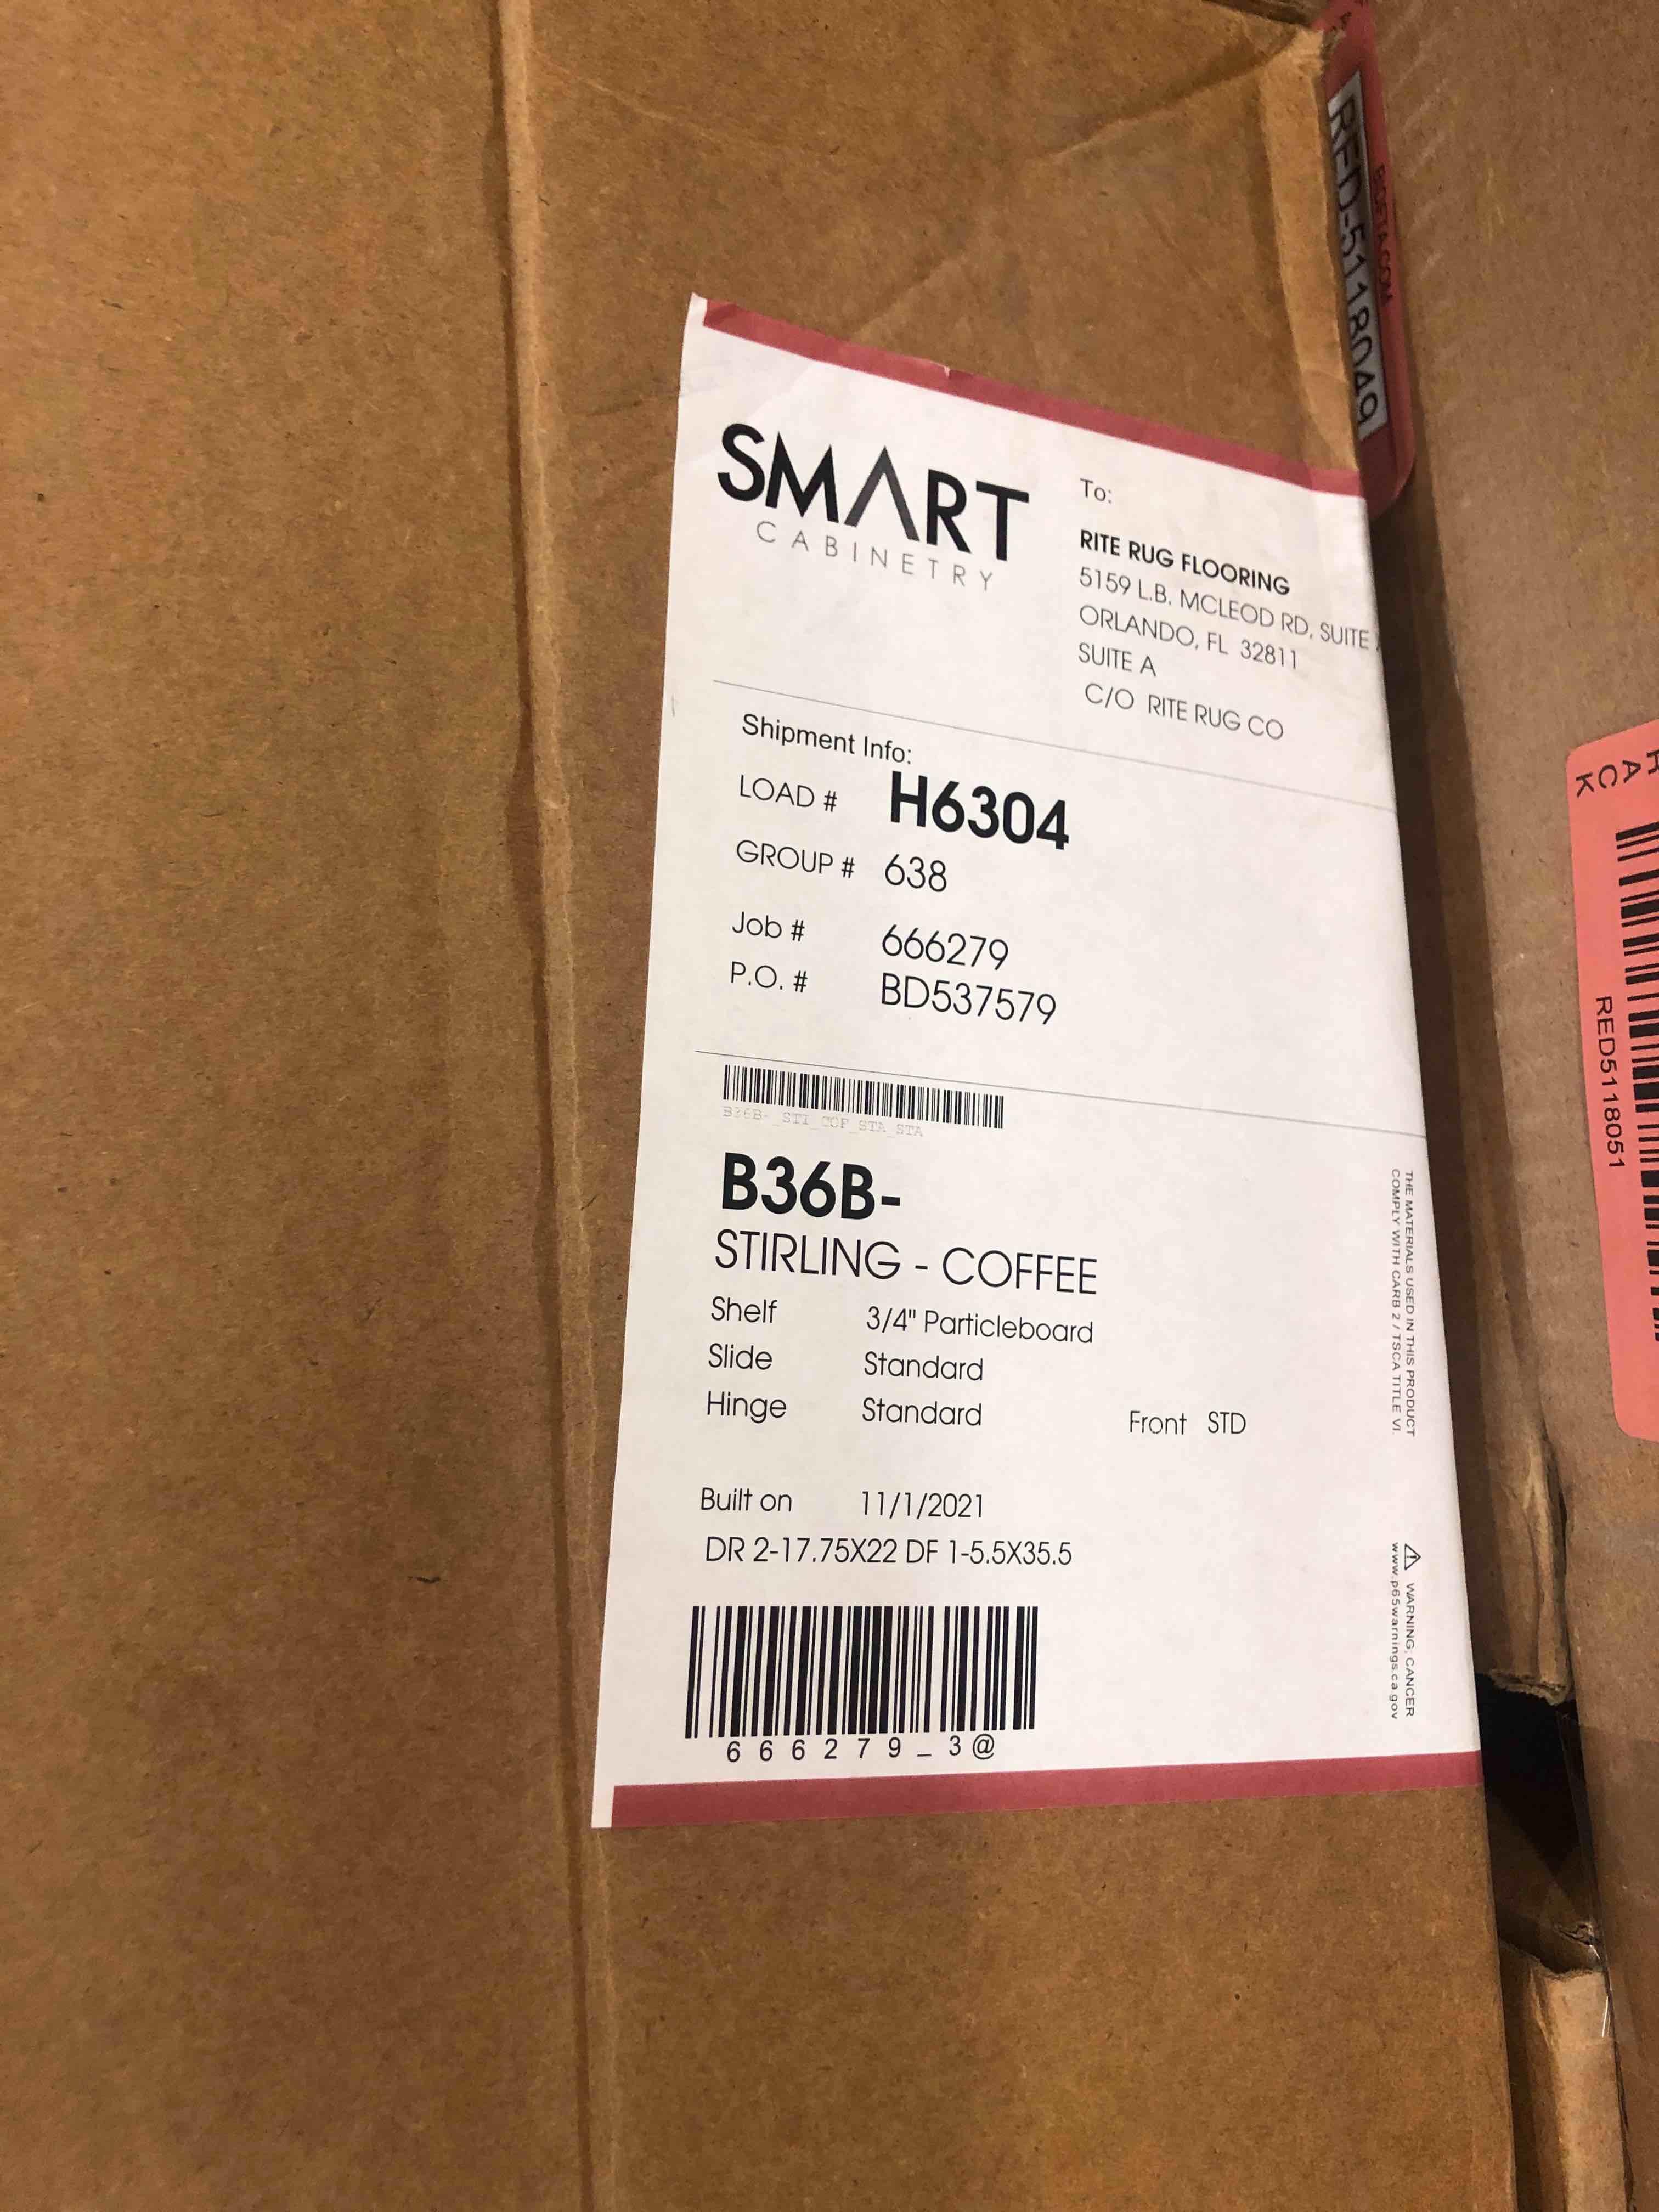 SMART
CABINETRY
To:
RITE RUG FLOORING
5159 L.B. MCLEOD RD, SUITE
ORLANDO, FL 32811
SUITE A
C/O RITE RUG CO
Shipment Info:
LOAD # H6304
GROUP # 638
Job # 666279
P.O. # BD537579
B36B-_STI_COF_STA_STA
B36B-
STIRLING - COFFEE
Shelf 3/4" Particleboard
Slide Standard
Hinge Standard Front STD
Built on 11/1/2021
DR 2-17.75X22 DF 1-5.5X35.5
666279_3@
THE MATERIALS USED IN THIS PRODUCT
COMPLY WITH CARB 2 / TSCA TITLE VI.
⚠ WARNING: CANCER
www.p65warnings.ca.gov
RED-5118049
RED5118051